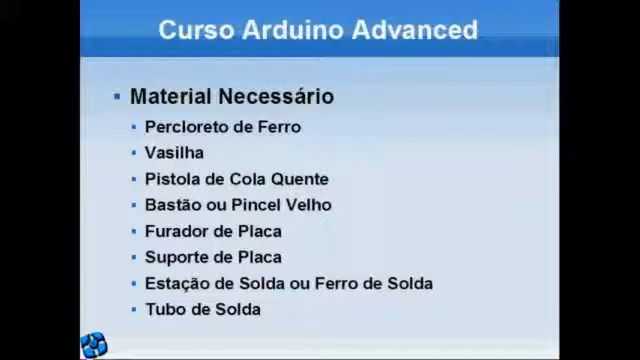 Curso Arduino Advanced
Material Necessário
Percloreto de Ferro
Vasilha
Pistola de Cola Quente
Bastão ou Pincel Velho
Furador de Placa
Suporte de Placa
Estação de Solda ou Ferro de Solda
Tubo de Solda